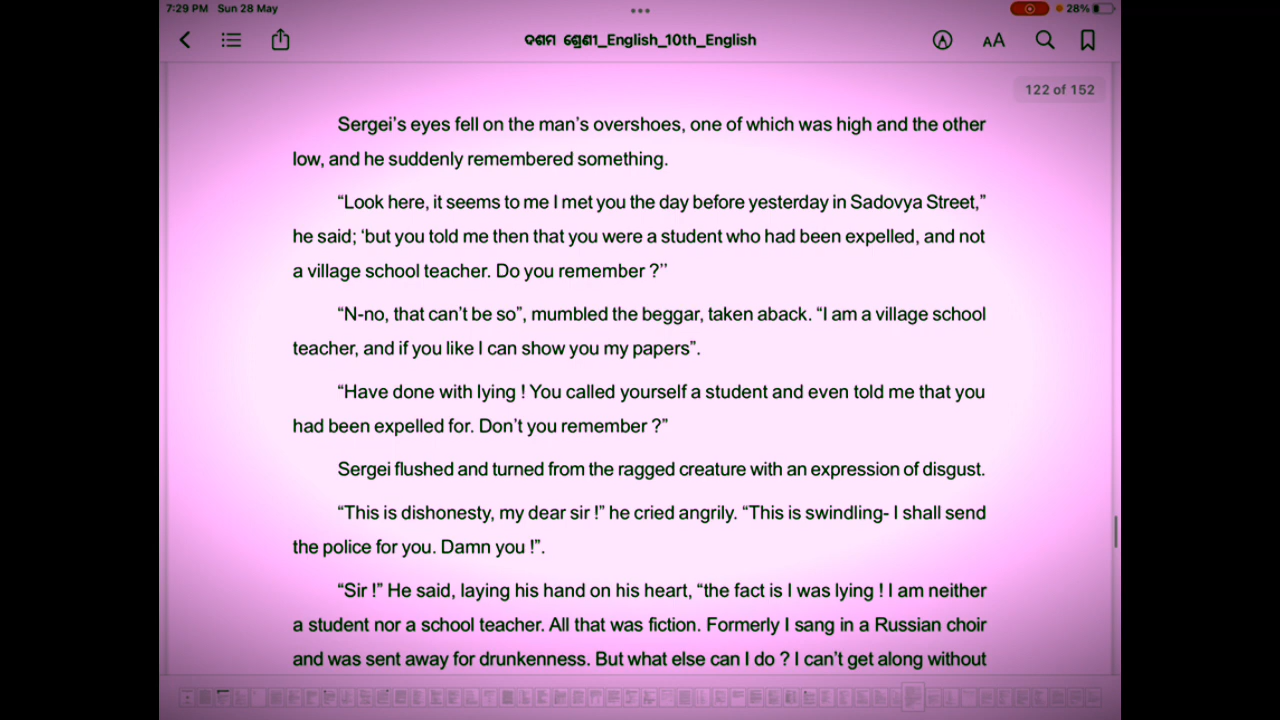 7:29 PM Sun 28 May
28%
ଦଶମ ଶ୍ରେଣୀ_English_10th_English
AA
122 of 152
Sergei’s eyes fell on the man’s overshoes, one of which was high and the other
low, and he suddenly remembered something.
“Look here, it seems to me I met you the day before yesterday in Sadovya Street,”
he said; ‘but you told me then that you were a student who had been expelled, and not
a village school teacher. Do you remember ?’’
“N-no, that can’t be so”, mumbled the beggar, taken aback. “I am a village school
teacher, and if you like I can show you my papers”.
“Have done with lying ! You called yourself a student and even told me that you
had been expelled for. Don’t you remember ?”
Sergei flushed and turned from the ragged creature with an expression of disgust.
“This is dishonesty, my dear sir !” he cried angrily. “This is swindling- I shall send
the police for you. Damn you !”.
“Sir !” He said, laying his hand on his heart, “the fact is I was lying ! I am neither
a student nor a school teacher. All that was fiction. Formerly I sang in a Russian choir
and was sent away for drunkenness. But what else can I do ? I can’t get along without